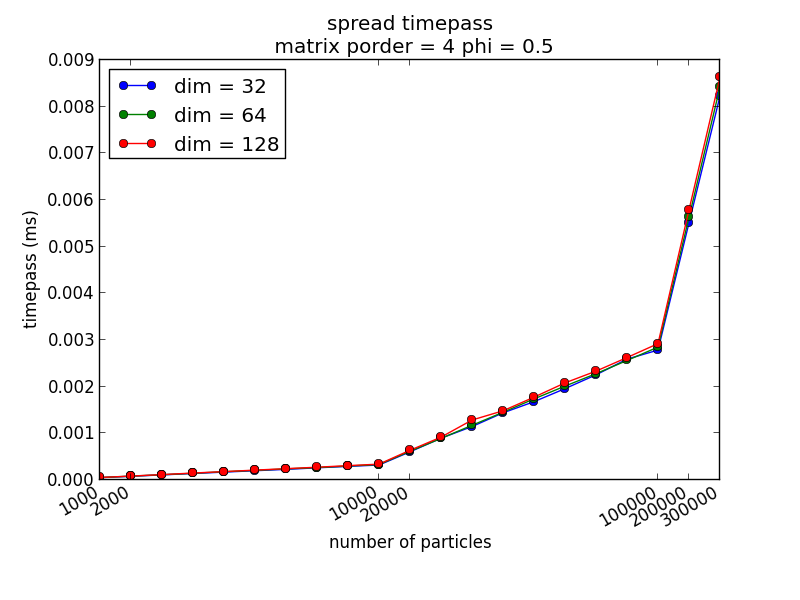 spread timepass
matrix porder = 4 phi = 0.5
dim = 32
dim = 64
dim = 128
timepass (ms)
0.009
0.008
0.007
0.006
0.005
0.004
0.003
0.002
0.001
0.000
1000
2000
10000
20000
100000
200000
300000
number of particles